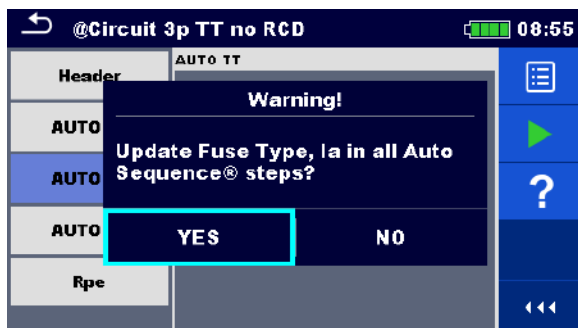 @Circuit 3p TT no RCD
08:55
AUTO TT
Header
AUTO
AUTO
AUTO
Rpe
Warning!
Update Fuse Type, Ia in all Auto
Sequence® steps?
YES
NO
?